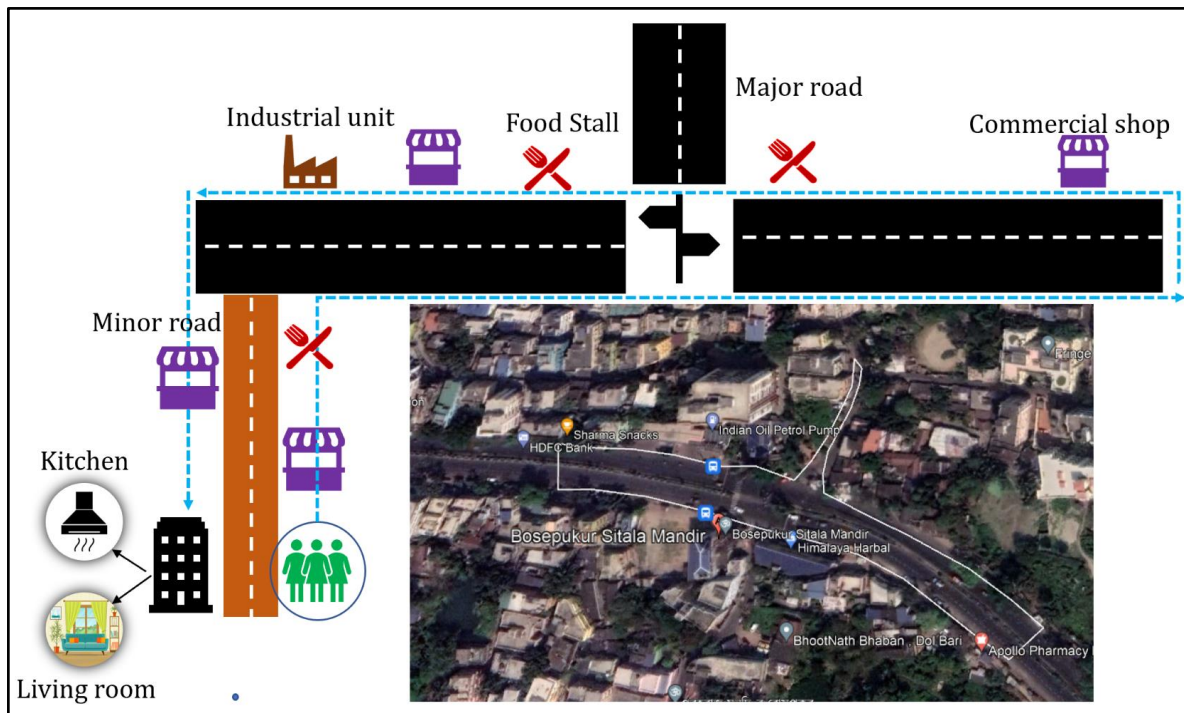 Major road
Industrial unit
Food Stall
Commercial shop
Minor road
Kitchen
Living room
Fringe
Sharma Snacks
HDFC Bank
Indian Oil Petrol Pump
Bosepukur Sitala Mandir
Bosepukur Sitala Mandir
Himalaya Harbal
BhootNath Bhaban , Dol Bari
Apollo Pharmacy